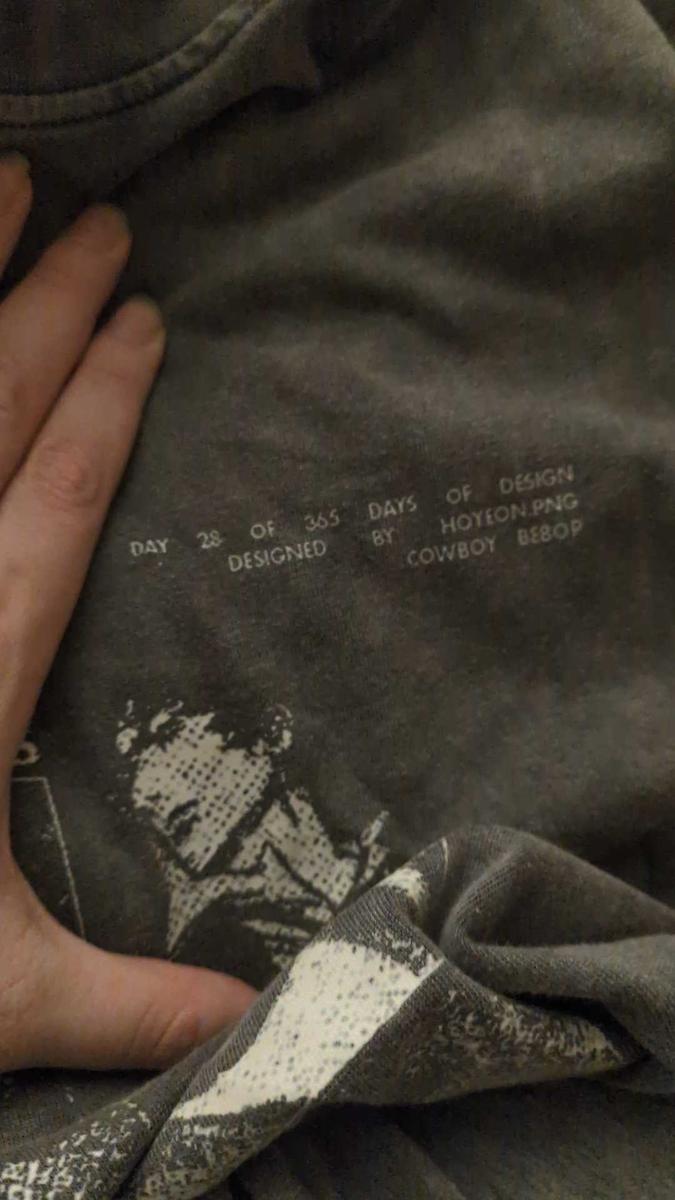 DAY 28 OF 365 DAYS OF DESIGN
DESIGNED BY HOYEON.PNG
COWBOY BEBOP